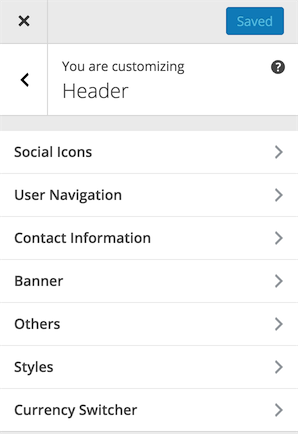 Saved
You are customizing
Header
Social Icons
User Navigation
Contact Information
Banner
Others
Styles
Currency Switcher